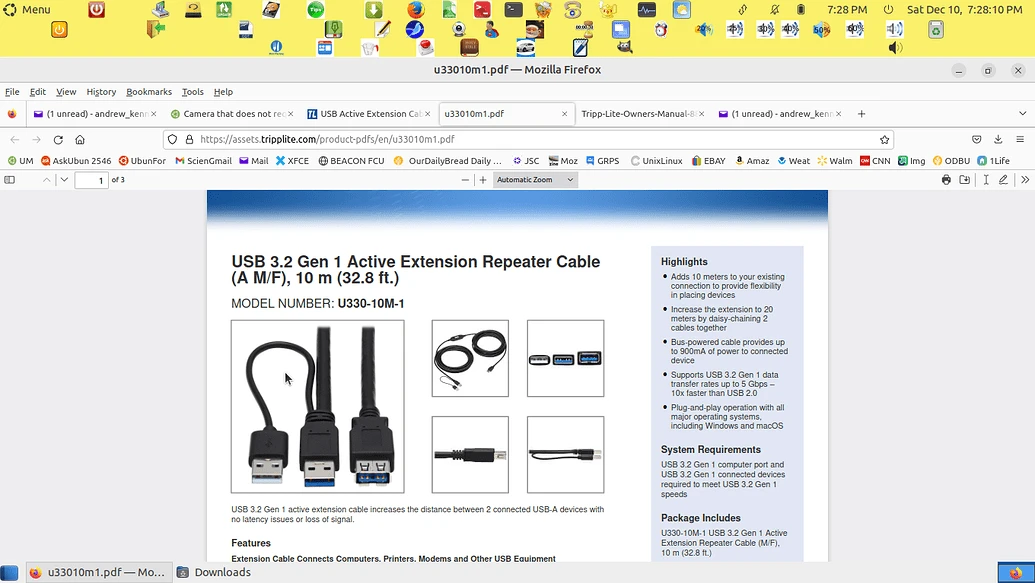 Menu
Tips
7:28 PM
Sat Dec 10, 7:28:10 PM
20%
50%
u33010m1.pdf — Mozilla Firefox
File Edit View History Bookmarks Tools Help
(1 unread) - andrew_kenn
Camera that does not re
USB Active Extension Cab
u33010m1.pdf
Tripp-Lite-Owners-Manual-8
(1 unread) - andrew_kenn
https://assets.tripplite.com/product-pdfs/en/u33010m1.pdf
UM AskUbun 2546 UbunFor ScienGmail Mail XFCE BEACON FCU OurDailyBread Daily ... JSC Moz GRPS UnixLinux EBAY Amaz Weat Walm CNN Img ODBU 1Life
1 of 3
Automatic Zoom
USB 3.2 Gen 1 Active Extension Repeater Cable
(A M/F), 10 m (32.8 ft.)
MODEL NUMBER: U330-10M-1
USB 3.2 Gen 1 active extension cable increases the distance between 2 connected USB-A devices with
no latency issues or loss of signal.
Features
Extension Cable Connects Computers, Printers, Modems and Other USB Equipment
Highlights
Adds 10 meters to your existing
connection to provide flexibility
in placing devices
Increase the extension to 20
meters by daisy-chaining 2
cables together
Bus-powered cable provides up
to 900mA of power to connected
device
Supports USB 3.2 Gen 1 data
transfer rates up to 5 Gbps –
10x faster than USB 2.0
Plug-and-play operation with all
major operating systems,
including Windows and macOS
System Requirements
USB 3.2 Gen 1 computer port and
USB 3.2 Gen 1 connected devices
required to meet USB 3.2 Gen 1
speeds
Package Includes
U330-10M-1 USB 3.2 Gen 1 Active
Extension Repeater Cable (M/F),
10 m (32.8 ft.)
u33010m1.pdf — Mo...
Downloads